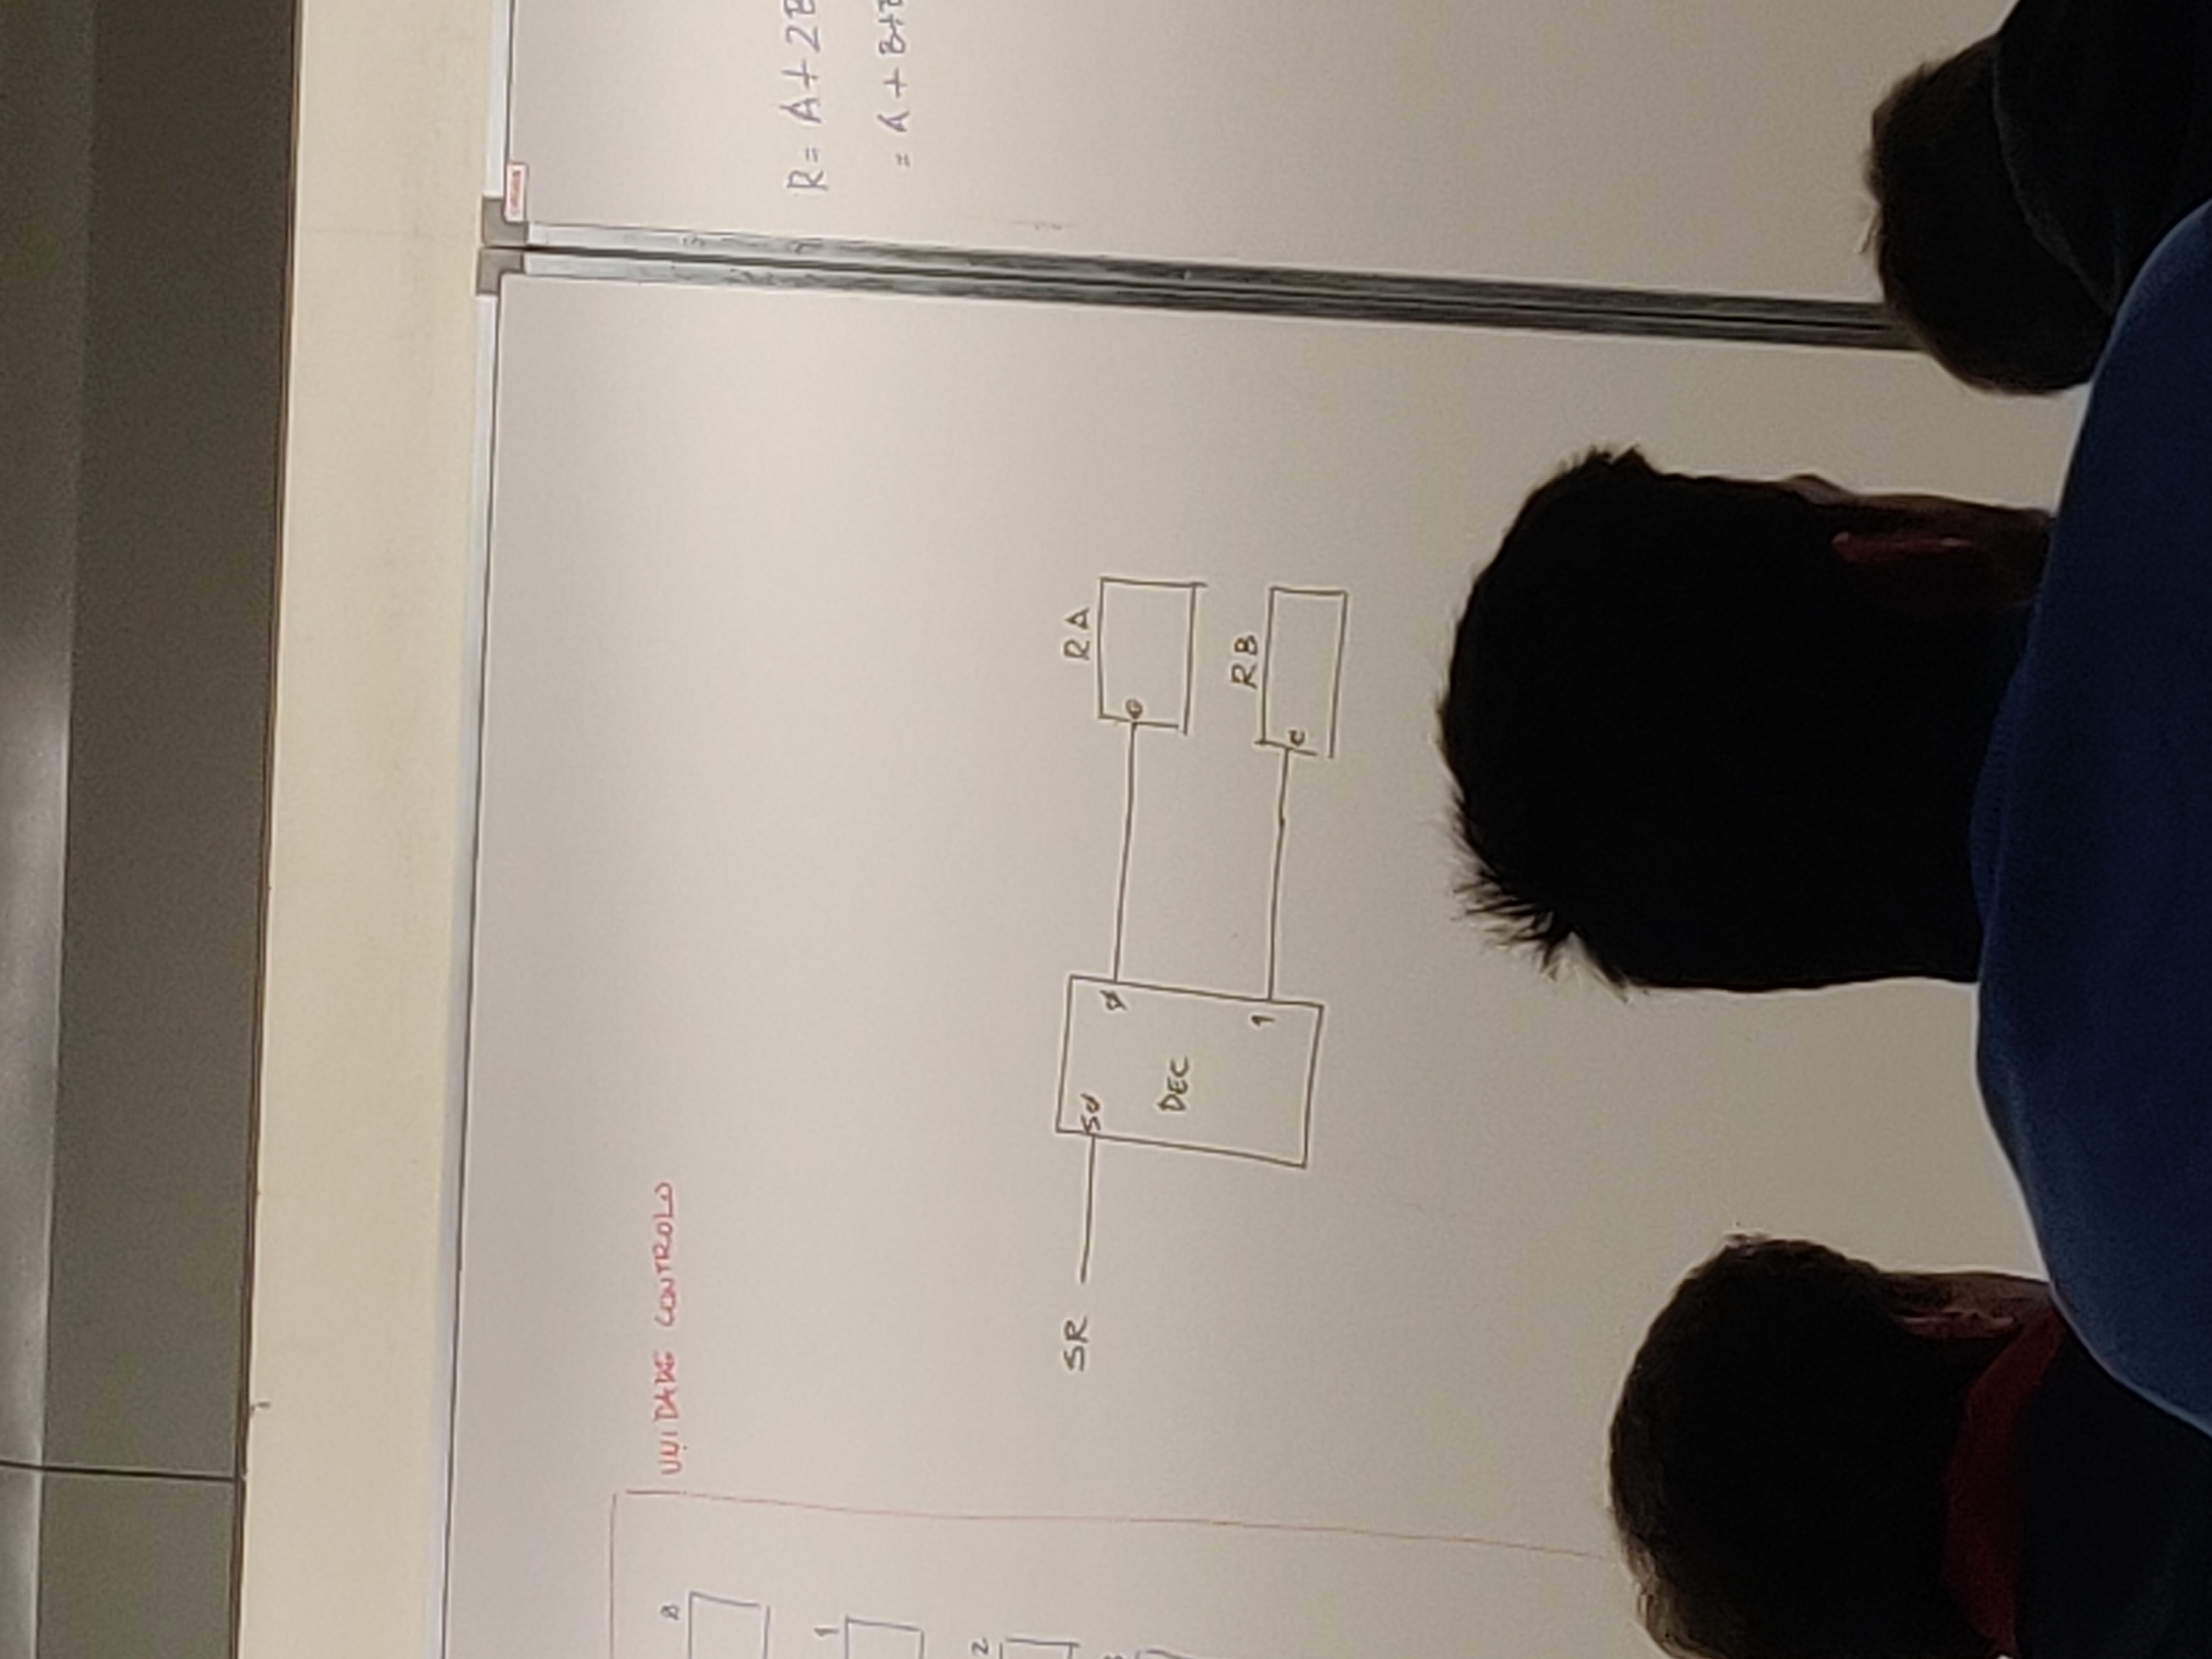 UNIDADE CONTROLO
1
2
SR
SØ
Ø
DEC
1
RA
e
RB
e
R = A + 2B
= A + B + B